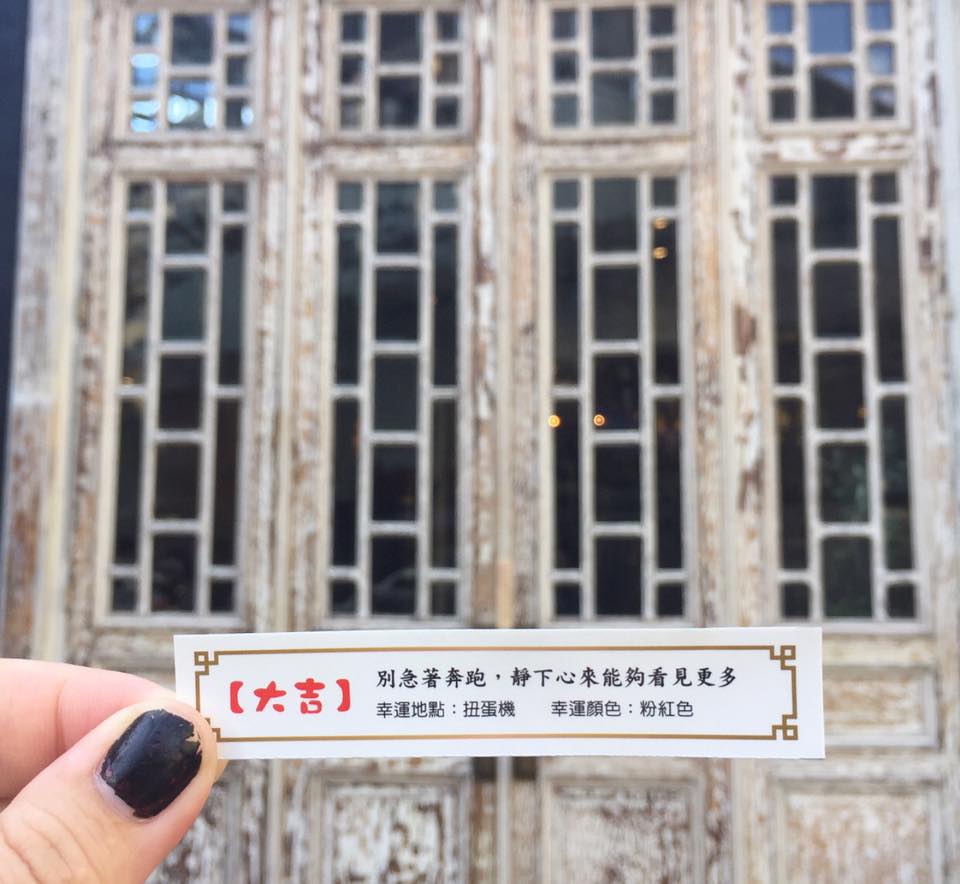 【大吉】
別急著奔跑，靜下心來能夠看見更多
幸運地點：扭蛋機　　幸運顏色：粉紅色